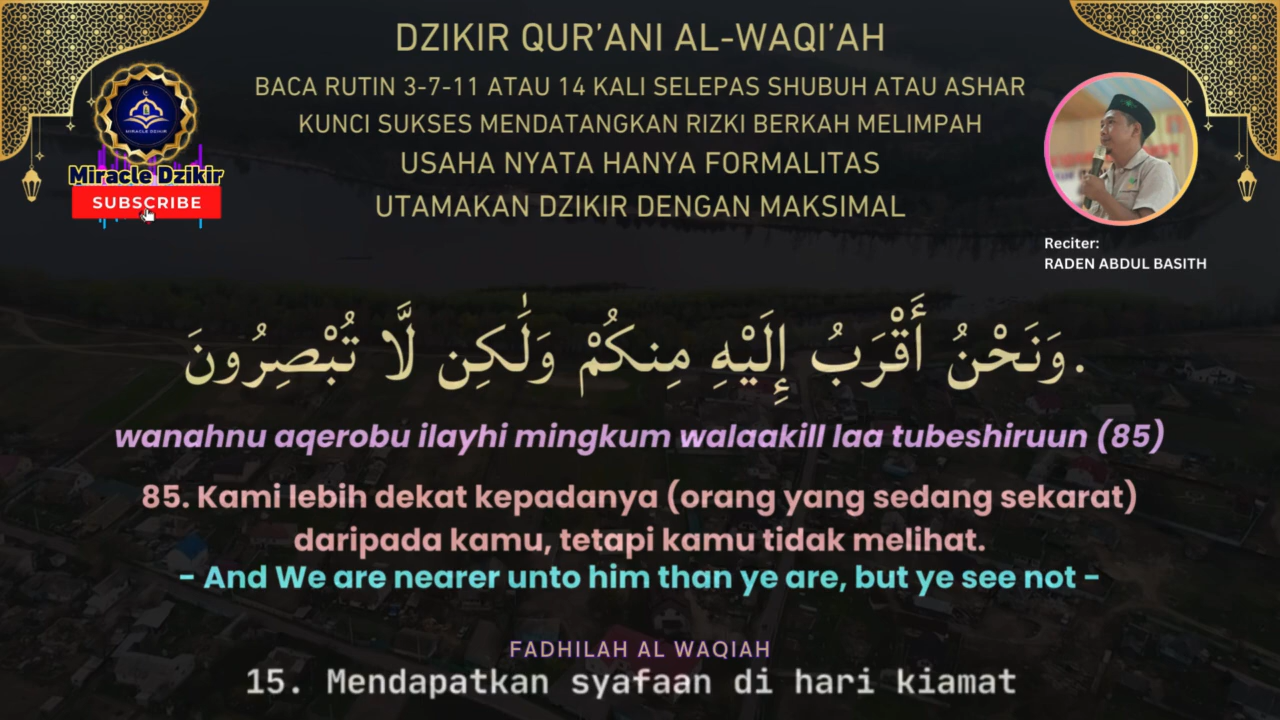 DZIKIR QUR'ANI AL-WAQI'AH
BACA RUTIN 3-7-11 ATAU 14 KALI SELEPAS SHUBUH ATAU ASHAR
KUNCI SUKSES MENDATANGKAN RIZKI BERKAH MELIMPAH
USAHA NYATA HANYA FORMALITAS
UTAMAKAN DZIKIR DENGAN MAKSIMAL
MIRACLE DZIKIR
Miracle Dzikir
SUBSCRIBE
Reciter:
RADEN ABDUL BASITH
وَنَحْنُ أَقْرَبُ إِلَيْهِ مِنكُمْ وَلَٰكِن لَّا تُبْصِرُونَ.
wanahnu aqerobu ilayhi mingkum walaakill laa tubeshiruun (85)
85. Kami lebih dekat kepadanya (orang yang sedang sekarat)
daripada kamu, tetapi kamu tidak melihat.
- And We are nearer unto him than ye are, but ye see not -
FADHILAH AL WAQIAH
15. Mendapatkan syafaan di hari kiamat